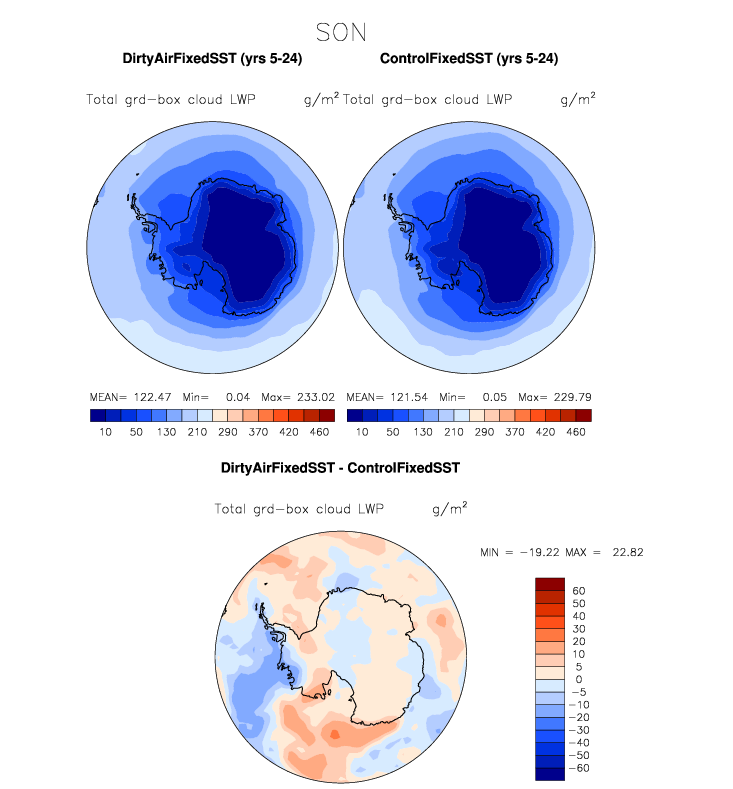 SON
DirtyAirFixedSST (yrs 5-24) ControlFixedSST (yrs 5-24)
Total grd-box cloud LWP g/m² Total grd-box cloud LWP g/m²
MEAN= 122.47 Min= 0.04 Max= 233.02 MEAN= 121.54 Min= 0.05 Max= 229.79
10 50 130 210 290 370 420 460 10 50 130 210 290 370 420 460
DirtyAirFixedSST - ControlFixedSST
Total grd-box cloud LWP g/m²
MIN = -19.22 MAX = 22.82
60
50
40
30
20
10
5
0
-5
-10
-20
-30
-40
-50
-60